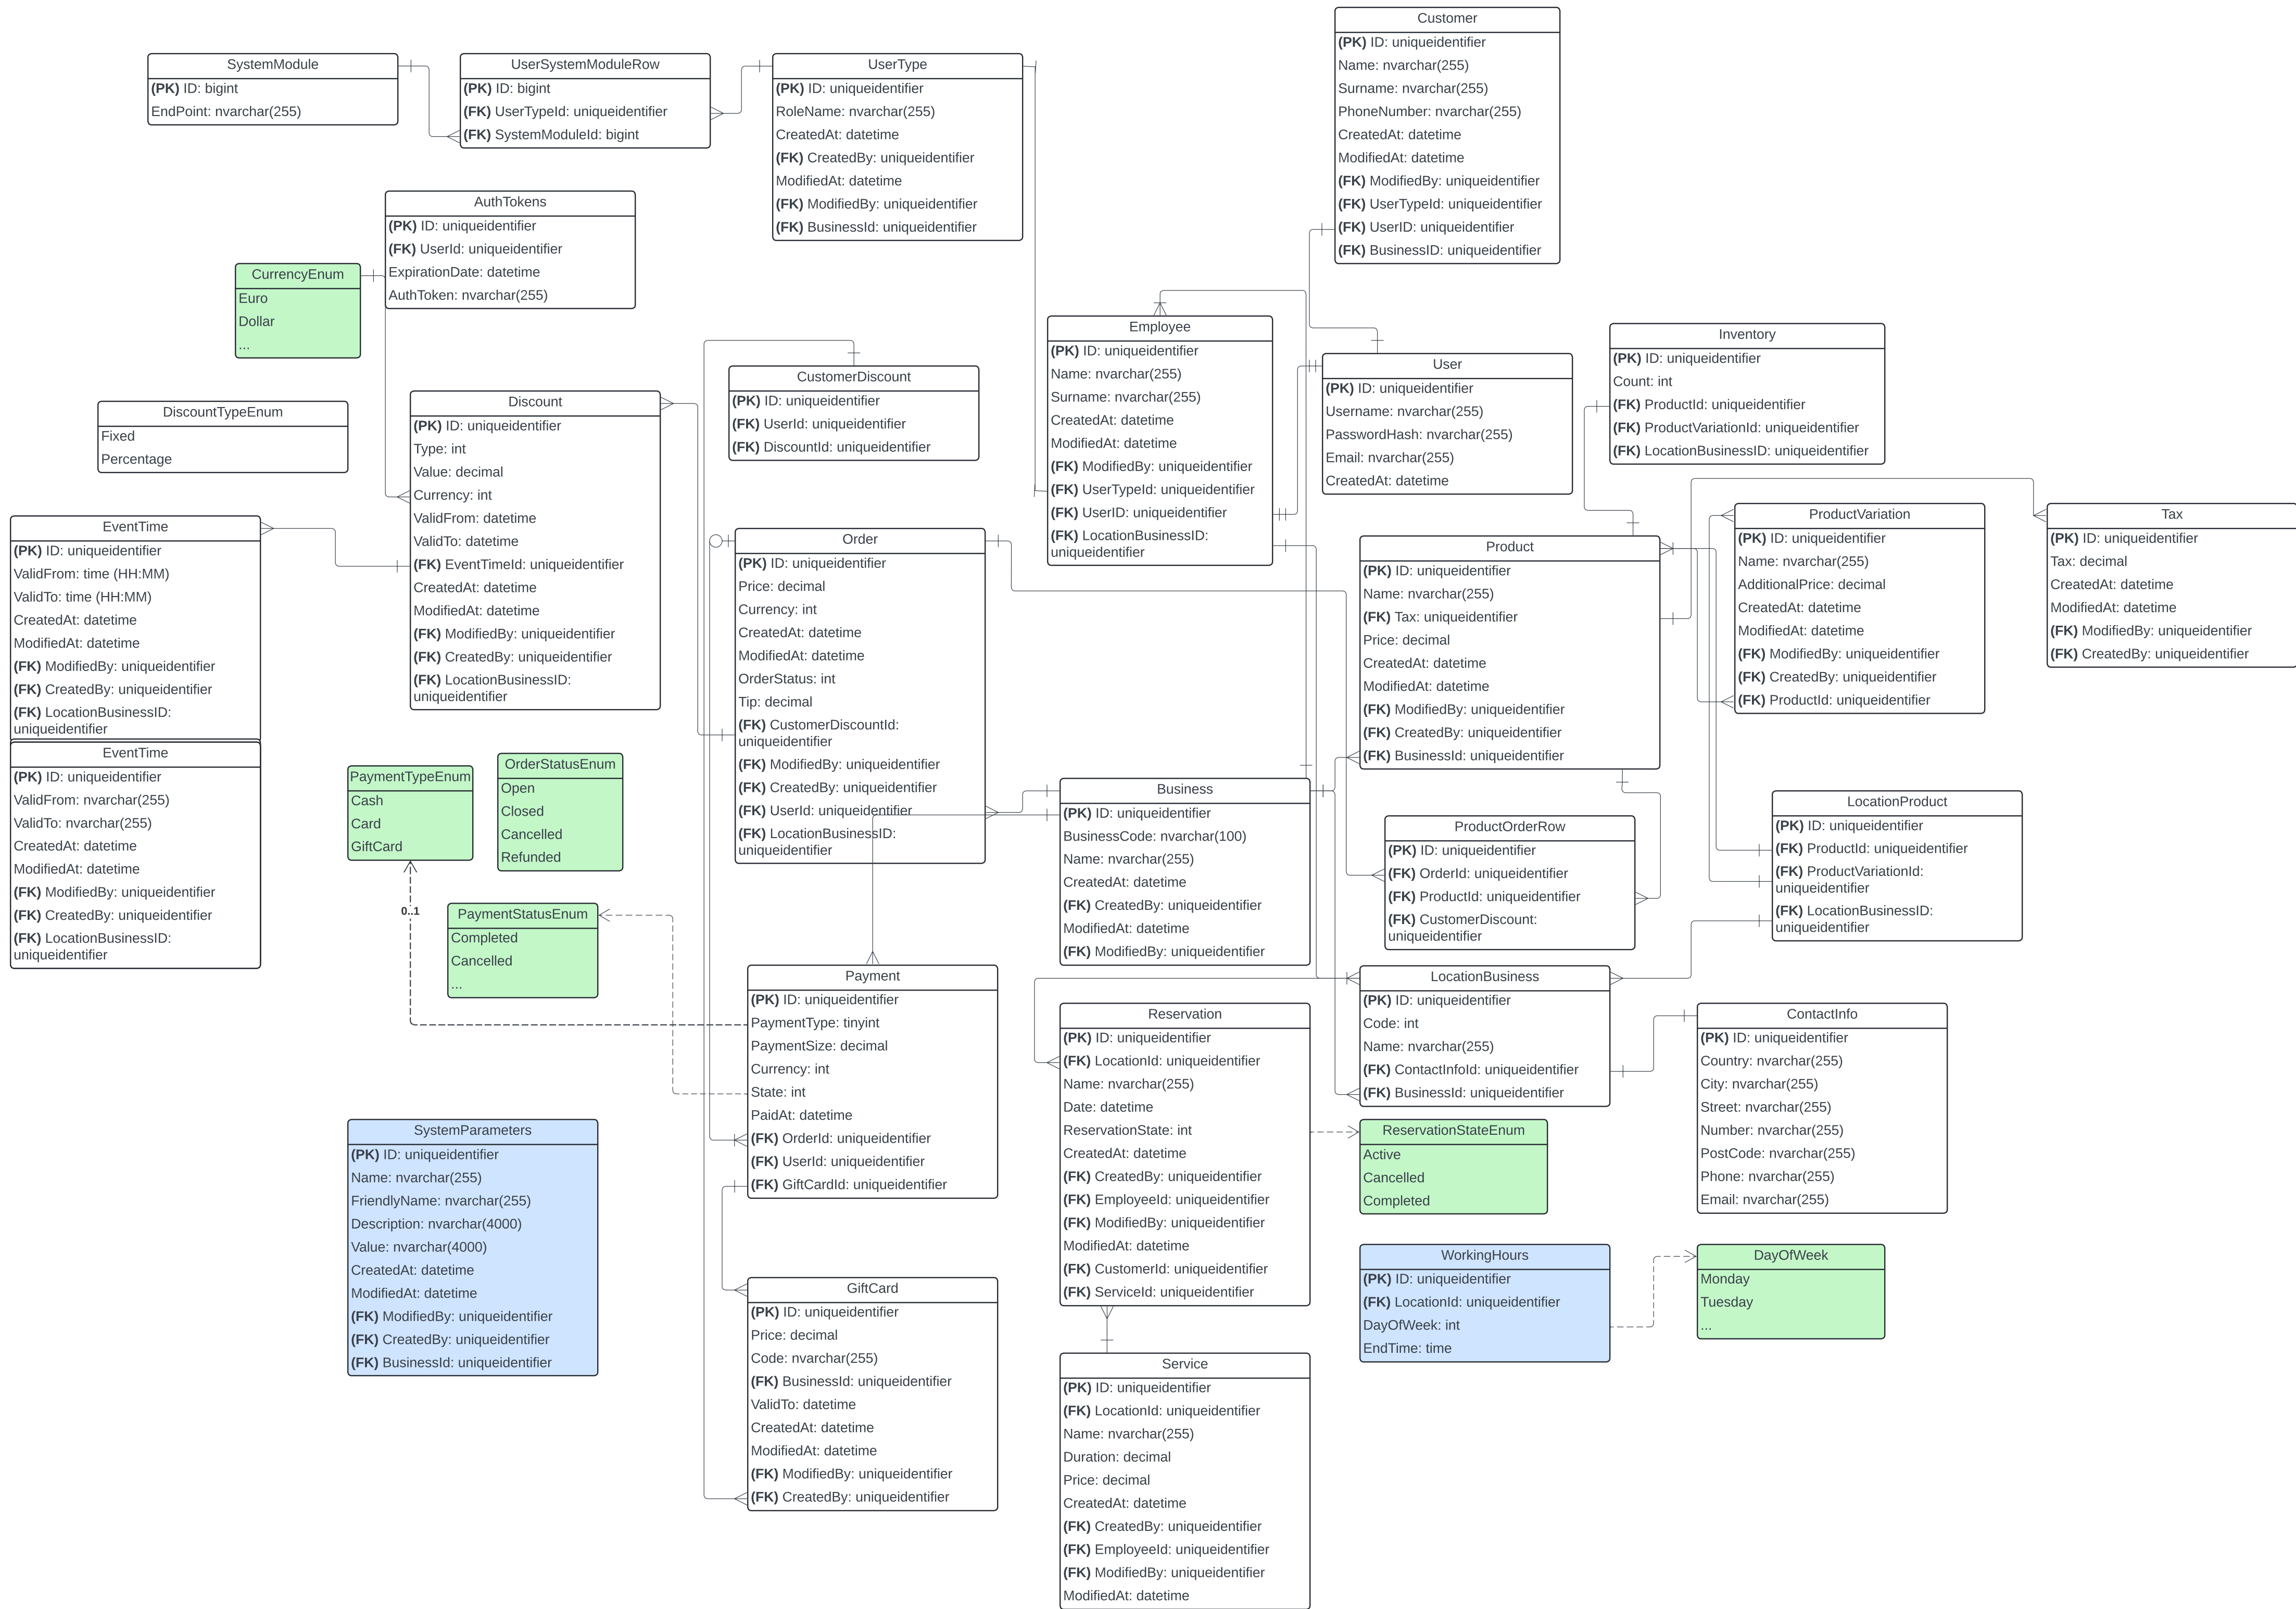 Customer
(PK) ID: uniqueidentifier
Name: nvarchar(255)
Surname: nvarchar(255)
PhoneNumber: nvarchar(255)
CreatedAt: datetime
ModifiedAt: datetime
(FK) ModifiedBy: uniqueidentifier
(FK) UserTypeId: uniqueidentifier
(FK) UserID: uniqueidentifier
(FK) BusinessID: uniqueidentifier
SystemModule
(PK) ID: bigint
EndPoint: nvarchar(255)
UserSystemModuleRow
(PK) ID: bigint
(FK) UserTypeId: uniqueidentifier
(FK) SystemModuleId: bigint
UserType
(PK) ID: uniqueidentifier
RoleName: nvarchar(255)
CreatedAt: datetime
(FK) CreatedBy: uniqueidentifier
ModifiedAt: datetime
(FK) ModifiedBy: uniqueidentifier
(FK) BusinessId: uniqueidentifier
AuthTokens
(PK) ID: uniqueidentifier
(FK) UserId: uniqueidentifier
ExpirationDate: datetime
AuthToken: nvarchar(255)
CurrencyEnum
Euro
Dollar
...
Employee
(PK) ID: uniqueidentifier
Name: nvarchar(255)
Surname: nvarchar(255)
CreatedAt: datetime
ModifiedAt: datetime
(FK) ModifiedBy: uniqueidentifier
(FK) UserTypeId: uniqueidentifier
(FK) UserID: uniqueidentifier
(FK) LocationBusinessID:
uniqueidentifier
User
(PK) ID: uniqueidentifier
Username: nvarchar(255)
PasswordHash: nvarchar(255)
Email: nvarchar(255)
CreatedAt: datetime
Inventory
(PK) ID: uniqueidentifier
Count: int
(FK) ProductId: uniqueidentifier
(FK) ProductVariationId: uniqueidentifier
(FK) LocationBusinessID: uniqueidentifier
CustomerDiscount
(PK) ID: uniqueidentifier
(FK) UserId: uniqueidentifier
(FK) DiscountId: uniqueidentifier
Discount
(PK) ID: uniqueidentifier
Type: int
Value: decimal
Currency: int
ValidFrom: datetime
ValidTo: datetime
(FK) EventTimeId: uniqueidentifier
CreatedAt: datetime
ModifiedAt: datetime
(FK) ModifiedBy: uniqueidentifier
(FK) CreatedBy: uniqueidentifier
(FK) LocationBusinessID:
uniqueidentifier
DiscountTypeEnum
Fixed
Percentage
EventTime
(PK) ID: uniqueidentifier
ValidFrom: time (HH:MM)
ValidTo: time (HH:MM)
CreatedAt: datetime
ModifiedAt: datetime
(FK) ModifiedBy: uniqueidentifier
(FK) CreatedBy: uniqueidentifier
(FK) LocationBusinessID:
uniqueidentifier
EventTime
(PK) ID: uniqueidentifier
ValidFrom: nvarchar(255)
ValidTo: nvarchar(255)
CreatedAt: datetime
ModifiedAt: datetime
(FK) ModifiedBy: uniqueidentifier
(FK) CreatedBy: uniqueidentifier
(FK) LocationBusinessID:
uniqueidentifier
Order
(PK) ID: uniqueidentifier
Price: decimal
Currency: int
CreatedAt: datetime
ModifiedAt: datetime
OrderStatus: int
Tip: decimal
(FK) CustomerDiscountId:
uniqueidentifier
(FK) ModifiedBy: uniqueidentifier
(FK) CreatedBy: uniqueidentifier
(FK) UserId: uniqueidentifier
(FK) LocationBusinessID:
uniqueidentifier
Product
(PK) ID: uniqueidentifier
Name: nvarchar(255)
(FK) Tax: uniqueidentifier
Price: decimal
CreatedAt: datetime
ModifiedAt: datetime
(FK) ModifiedBy: uniqueidentifier
(FK) CreatedBy: uniqueidentifier
(FK) BusinessId: uniqueidentifier
ProductVariation
(PK) ID: uniqueidentifier
Name: nvarchar(255)
AdditionalPrice: decimal
CreatedAt: datetime
ModifiedAt: datetime
(FK) ModifiedBy: uniqueidentifier
(FK) CreatedBy: uniqueidentifier
(FK) ProductId: uniqueidentifier
Tax
(PK) ID: uniqueidentifier
Tax: decimal
CreatedAt: datetime
ModifiedAt: datetime
(FK) ModifiedBy: uniqueidentifier
(FK) CreatedBy: uniqueidentifier
PaymentTypeEnum
Cash
Card
GiftCard
OrderStatusEnum
Open
Closed
Cancelled
Refunded
0..1
PaymentStatusEnum
Completed
Cancelled
...
Business
(PK) ID: uniqueidentifier
BusinessCode: nvarchar(100)
Name: nvarchar(255)
CreatedAt: datetime
(FK) CreatedBy: uniqueidentifier
ModifiedAt: datetime
(FK) ModifiedBy: uniqueidentifier
ProductOrderRow
(PK) ID: uniqueidentifier
(FK) OrderId: uniqueidentifier
(FK) ProductId: uniqueidentifier
(FK) CustomerDiscount:
uniqueidentifier
LocationProduct
(PK) ID: uniqueidentifier
(FK) ProductId: uniqueidentifier
(FK) ProductVariationId:
uniqueidentifier
(FK) LocationBusinessID:
uniqueidentifier
Payment
(PK) ID: uniqueidentifier
PaymentType: tinyint
PaymentSize: decimal
Currency: int
State: int
PaidAt: datetime
(FK) OrderId: uniqueidentifier
(FK) UserId: uniqueidentifier
(FK) GiftCardId: uniqueidentifier
LocationBusiness
(PK) ID: uniqueidentifier
Code: int
Name: nvarchar(255)
(FK) ContactInfoId: uniqueidentifier
(FK) BusinessId: uniqueidentifier
Reservation
(PK) ID: uniqueidentifier
(FK) LocationId: uniqueidentifier
Name: nvarchar(255)
Date: datetime
ReservationState: int
CreatedAt: datetime
(FK) CreatedBy: uniqueidentifier
(FK) EmployeeId: uniqueidentifier
(FK) ModifiedBy: uniqueidentifier
ModifiedAt: datetime
(FK) CustomerId: uniqueidentifier
(FK) ServiceId: uniqueidentifier
ContactInfo
(PK) ID: uniqueidentifier
Country: nvarchar(255)
City: nvarchar(255)
Street: nvarchar(255)
Number: nvarchar(255)
PostCode: nvarchar(255)
Phone: nvarchar(255)
Email: nvarchar(255)
SystemParameters
(PK) ID: uniqueidentifier
Name: nvarchar(255)
FriendlyName: nvarchar(255)
Description: nvarchar(4000)
Value: nvarchar(4000)
CreatedAt: datetime
ModifiedAt: datetime
(FK) ModifiedBy: uniqueidentifier
(FK) CreatedBy: uniqueidentifier
(FK) BusinessId: uniqueidentifier
ReservationStateEnum
Active
Cancelled
Completed
WorkingHours
(PK) ID: uniqueidentifier
(FK) LocationId: uniqueidentifier
DayOfWeek: int
EndTime: time
DayOfWeek
Monday
Tuesday
...
GiftCard
(PK) ID: uniqueidentifier
Price: decimal
Code: nvarchar(255)
(FK) BusinessId: uniqueidentifier
ValidTo: datetime
CreatedAt: datetime
ModifiedAt: datetime
(FK) ModifiedBy: uniqueidentifier
(FK) CreatedBy: uniqueidentifier
Service
(PK) ID: uniqueidentifier
(FK) LocationId: uniqueidentifier
Name: nvarchar(255)
Duration: decimal
Price: decimal
CreatedAt: datetime
(FK) CreatedBy: uniqueidentifier
(FK) EmployeeId: uniqueidentifier
(FK) ModifiedBy: uniqueidentifier
ModifiedAt: datetime